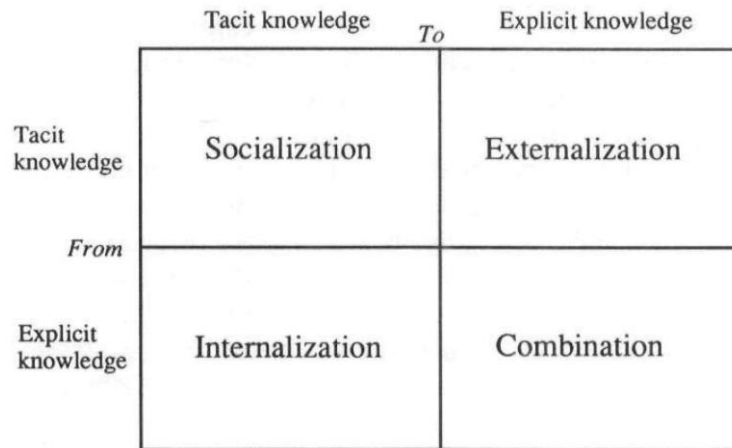 Tacit knowledge
To
Explicit knowledge
Tacit
knowledge
Socialization
Externalization
From
Explicit
knowledge
Internalization
Combination